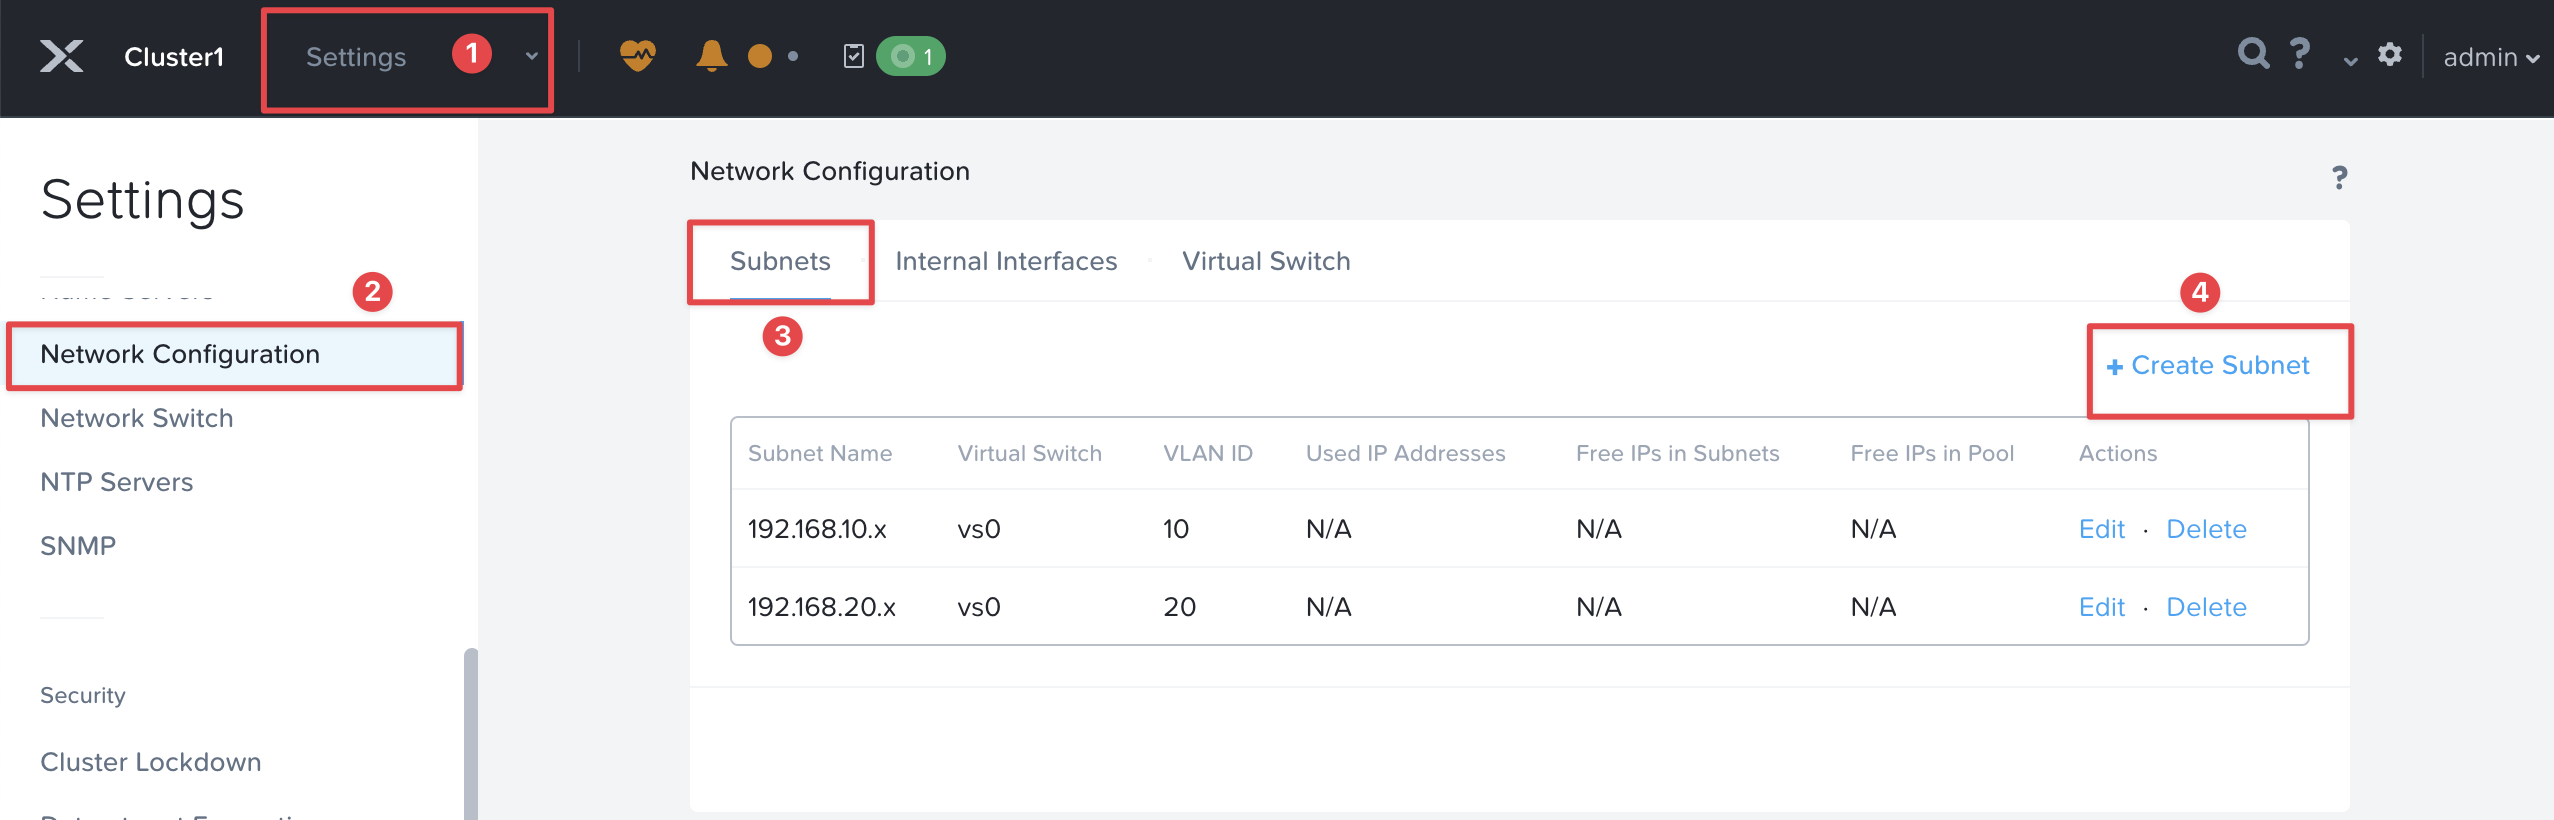 Cluster1 Settings 1 1 admin
Settings
Network Configuration
?
Name Servers
2
Network Configuration
Network Switch
NTP Servers
SNMP
Security
Cluster Lockdown
Subnets Internal Interfaces Virtual Switch
3
4
+ Create Subnet
Subnet Name Virtual Switch VLAN ID Used IP Addresses Free IPs in Subnets Free IPs in Pool Actions
192.168.10.x vs0 10 N/A N/A N/A Edit · Delete
192.168.20.x vs0 20 N/A N/A N/A Edit · Delete